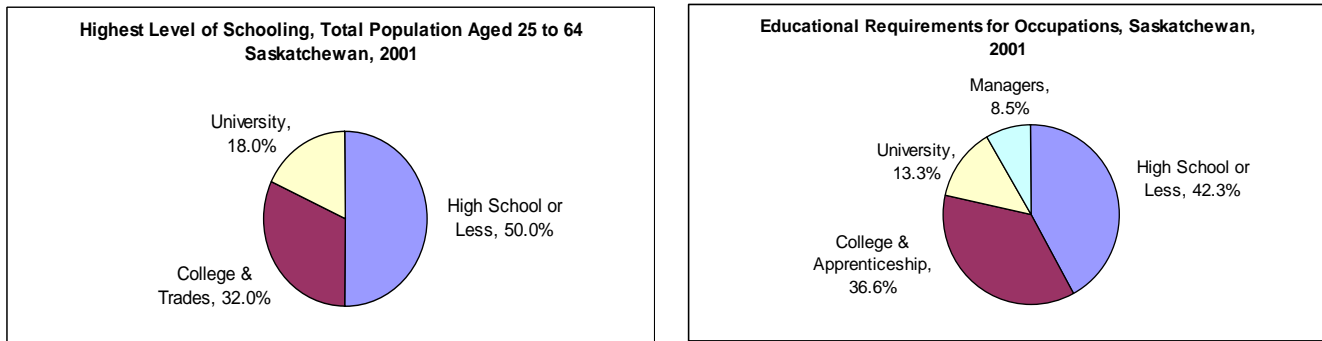 Highest Level of Schooling, Total Population Aged 25 to 64
Saskatchewan, 2001
University,
18.0%
High School or
Less, 50.0%
College &
Trades, 32.0%
Educational Requirements for Occupations, Saskatchewan,
2001
Managers,
8.5%
University,
13.3%
High School or
Less, 42.3%
College &
Apprenticeship,
36.6%